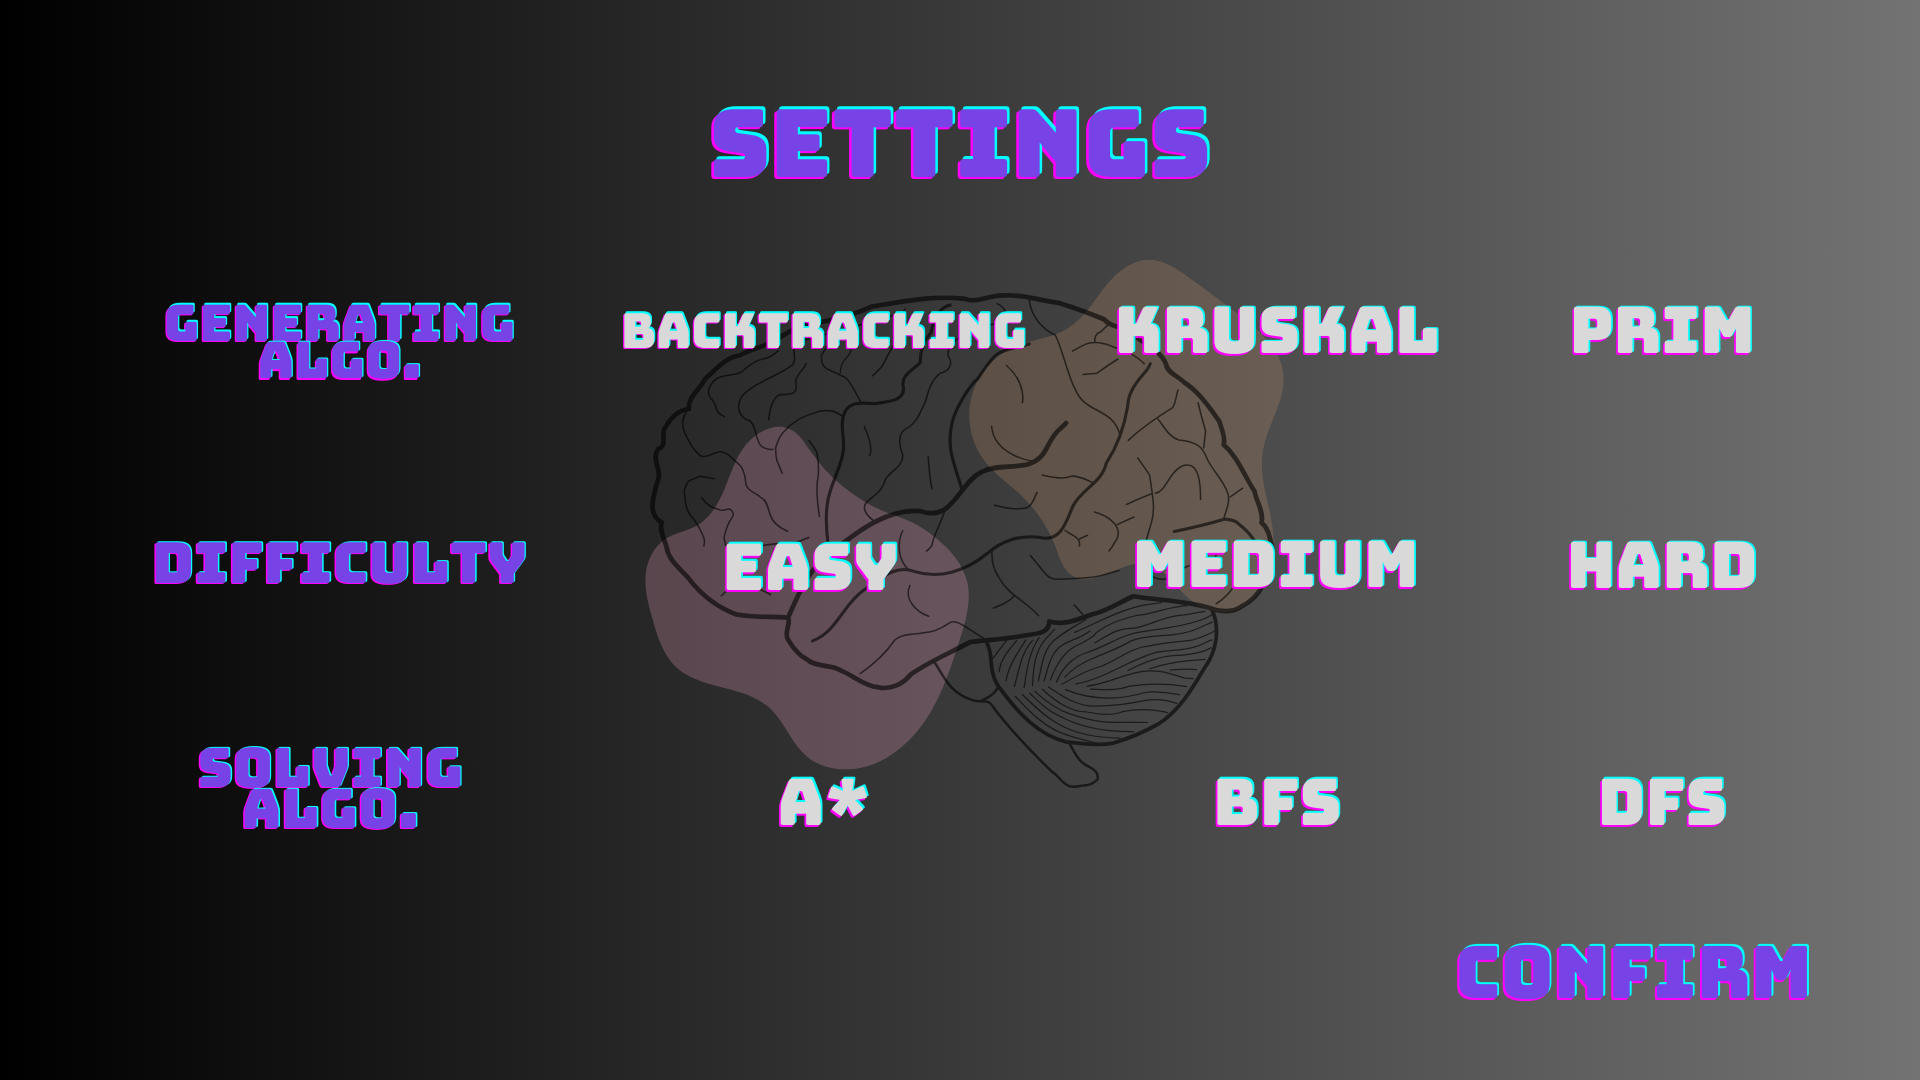 SETTINGS
GENERATING
ALGO.
BACKTRACKING
KRUSKAL
PRIM
DIFFICULTY
EASY
MEDIUM
HARD
SOLVING
ALGO.
A*
BFS
DFS
CONFIRM